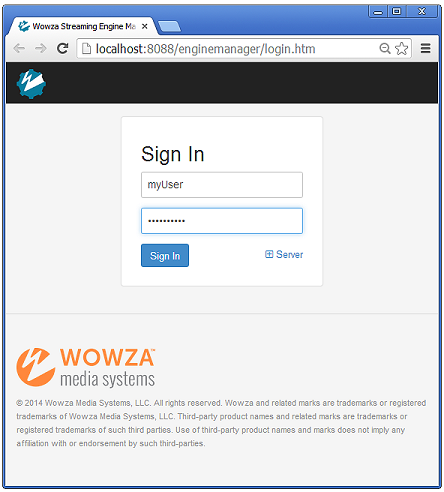 Wowza Streaming Engine Ma
localhost:8088/enginemanager/login.htm
Sign In
myUser
••••••••••
Sign In
Server
WOWZA™
media systems
© 2014 Wowza Media Systems, LLC. All rights reserved. Wowza and related marks are trademarks or registered
trademarks of Wowza Media Systems, LLC. Third-party product names and related marks are trademarks or
registered trademarks of such third parties. Use of third-party product names and marks does not imply any
affiliation with or endorsement by such third-parties.